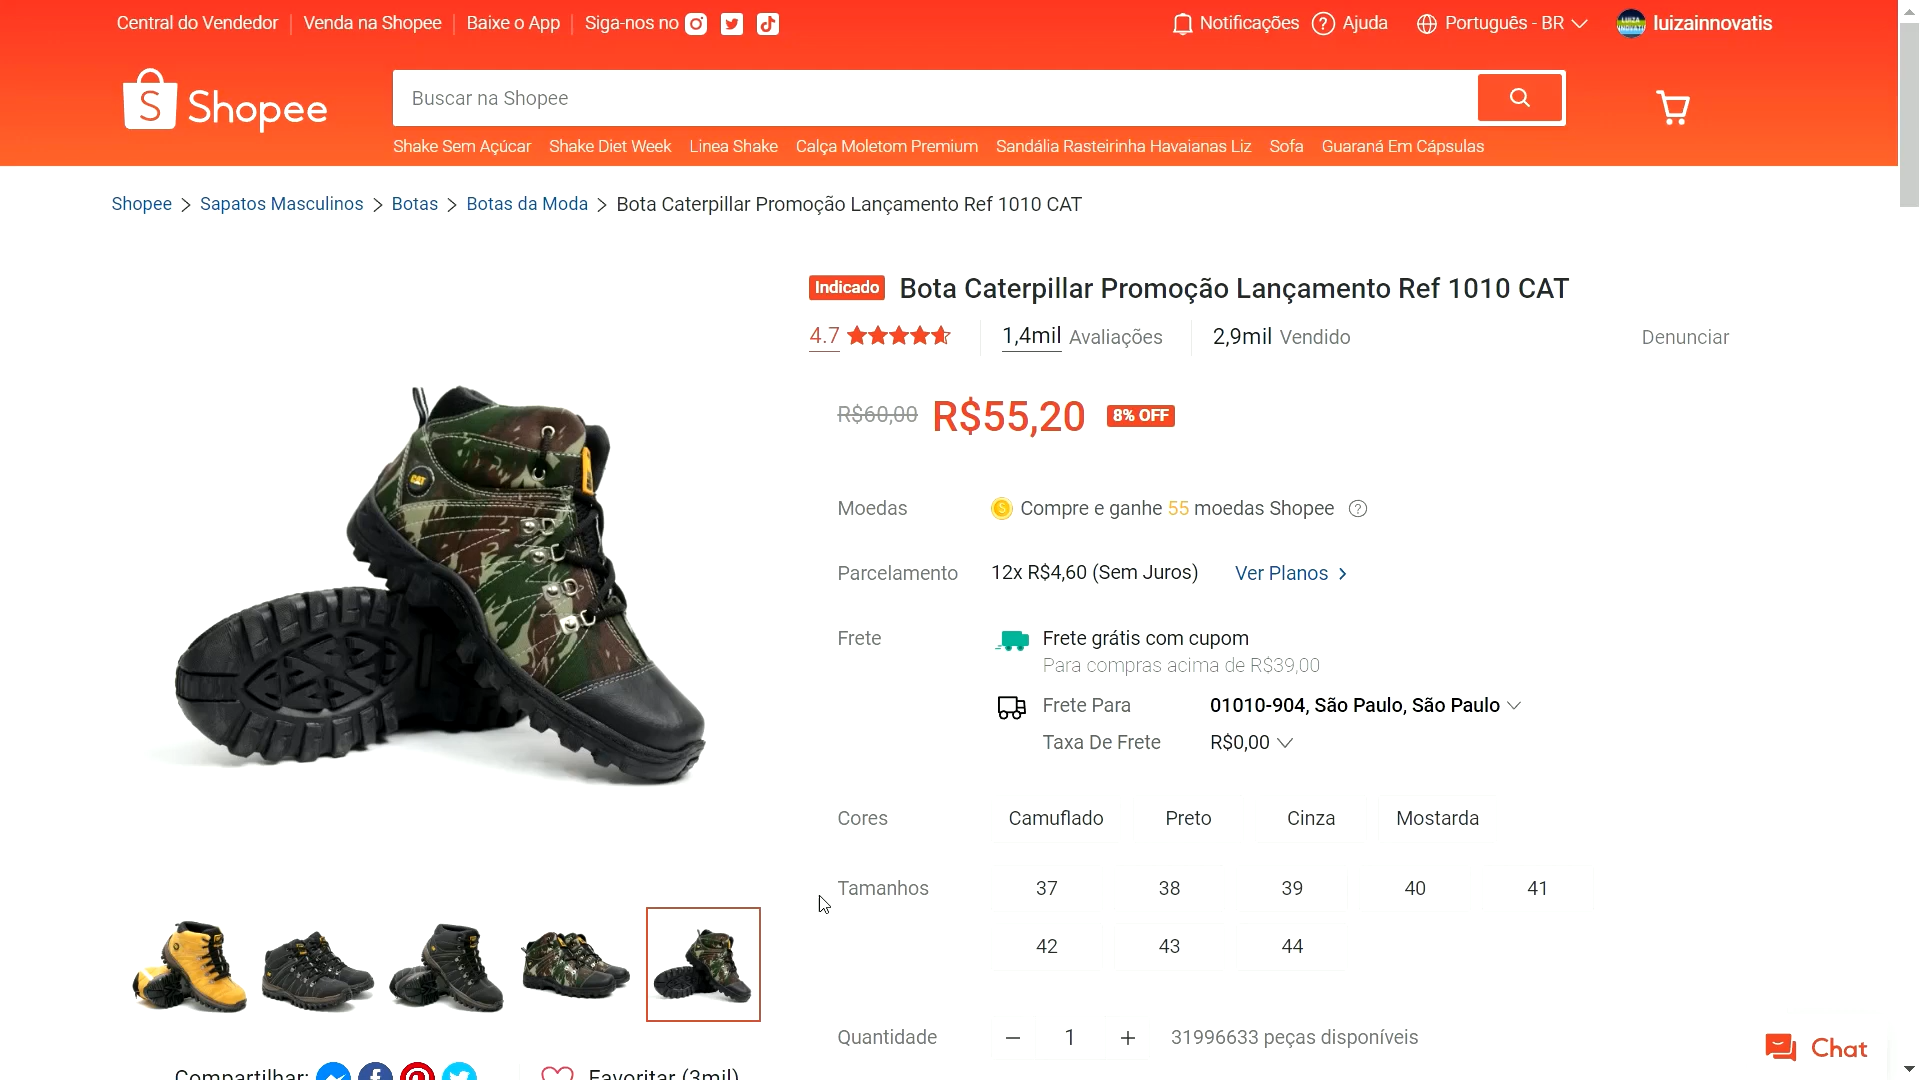 Central do Vendedor Venda na Shopee Baixe o App Siga-nos no Notificações Ajuda Português - BR luizainnovatis
Shopee Buscar na Shopee
Shake Sem Açúcar Shake Diet Week Linea Shake Calça Moletom Premium Sandália Rasteirinha Havaianas Liz Sofa Guaraná Em Cápsulas
Shopee > Sapatos Masculinos > Botas > Botas da Moda > Bota Caterpillar Promoção Lançamento Ref 1010 CAT
Indicado Bota Caterpillar Promoção Lançamento Ref 1010 CAT
4.7 1,4mil Avaliações 2,9mil Vendido Denunciar
R$60,00 R$55,20 8% OFF
CAT
Moedas Compre e ganhe 55 moedas Shopee
Parcelamento 12x R$4,60 (Sem Juros) Ver Planos >
Frete Frete grátis com cupom
Para compras acima de R$39,00
Frete Para 01010-904, São Paulo, São Paulo
Taxa De Frete R$0,00
Cores Camuflado Preto Cinza Mostarda
Tamanhos 37 38 39 40 41
42 43 44
Quantidade − 1 + 31996633 peças disponíveis
Chat
Compartilhar: Favoritar (3mil)